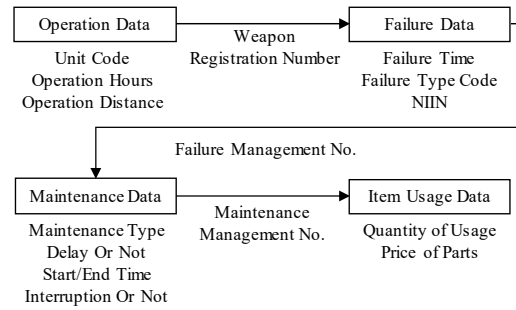 Operation Data
Weapon
Registration Number
Failure Data
Unit Code
Operation Hours
Operation Distance
Failure Time
Failure Type Code
NIIN
Failure Management No.
Maintenance Data
Maintenance
Management No.
Item Usage Data
Maintenance Type
Delay Or Not
Start/End Time
Interruption Or Not
Quantity of Usage
Price of Parts